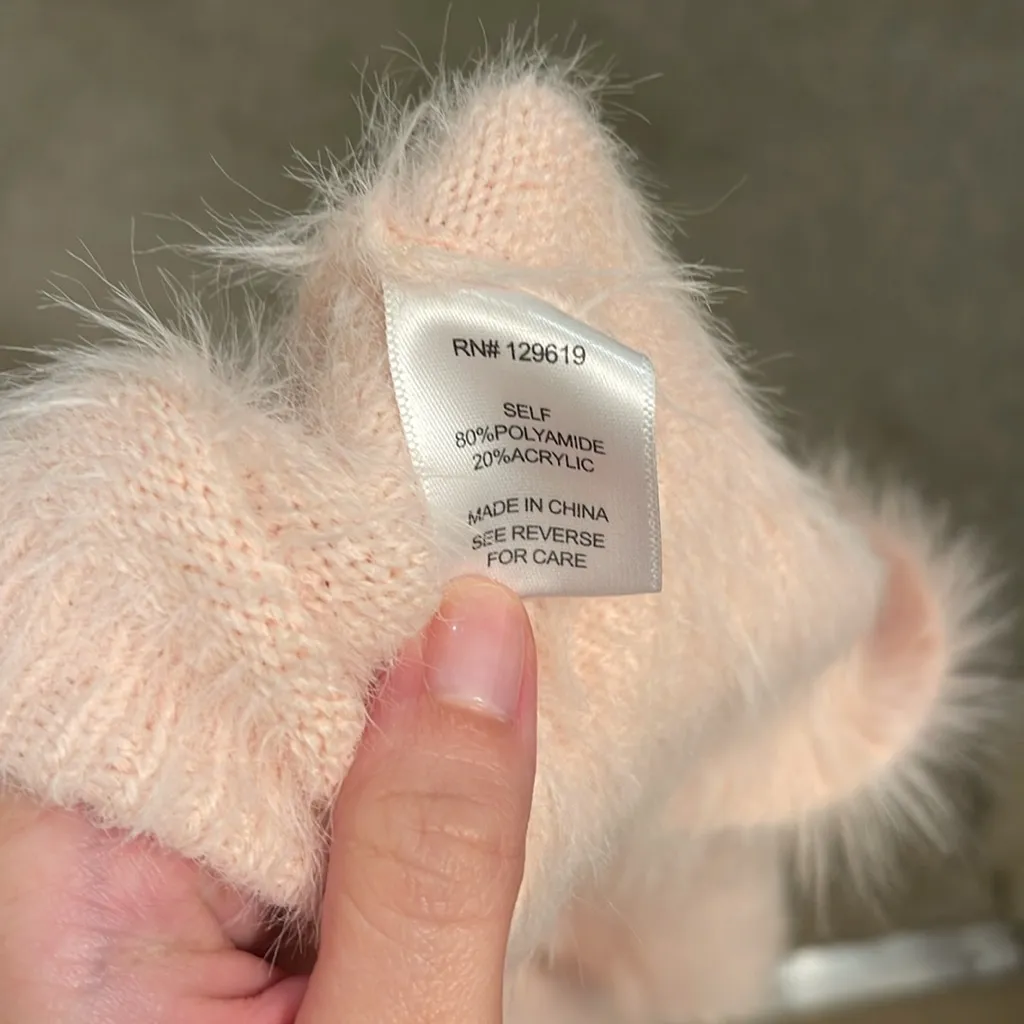 RN# 129619
SELF
80%POLYAMIDE
20%ACRYLIC
MADE IN CHINA
SEE REVERSE
FOR CARE